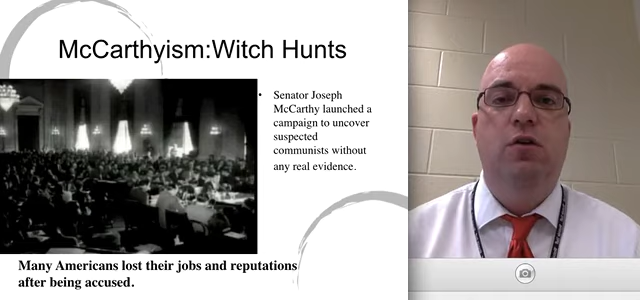 McCarthyism:Witch Hunts
• Senator Joseph
McCarthy launched a
campaign to uncover
suspected
communists without
any real evidence.
Many Americans lost their jobs and reputations
after being accused.